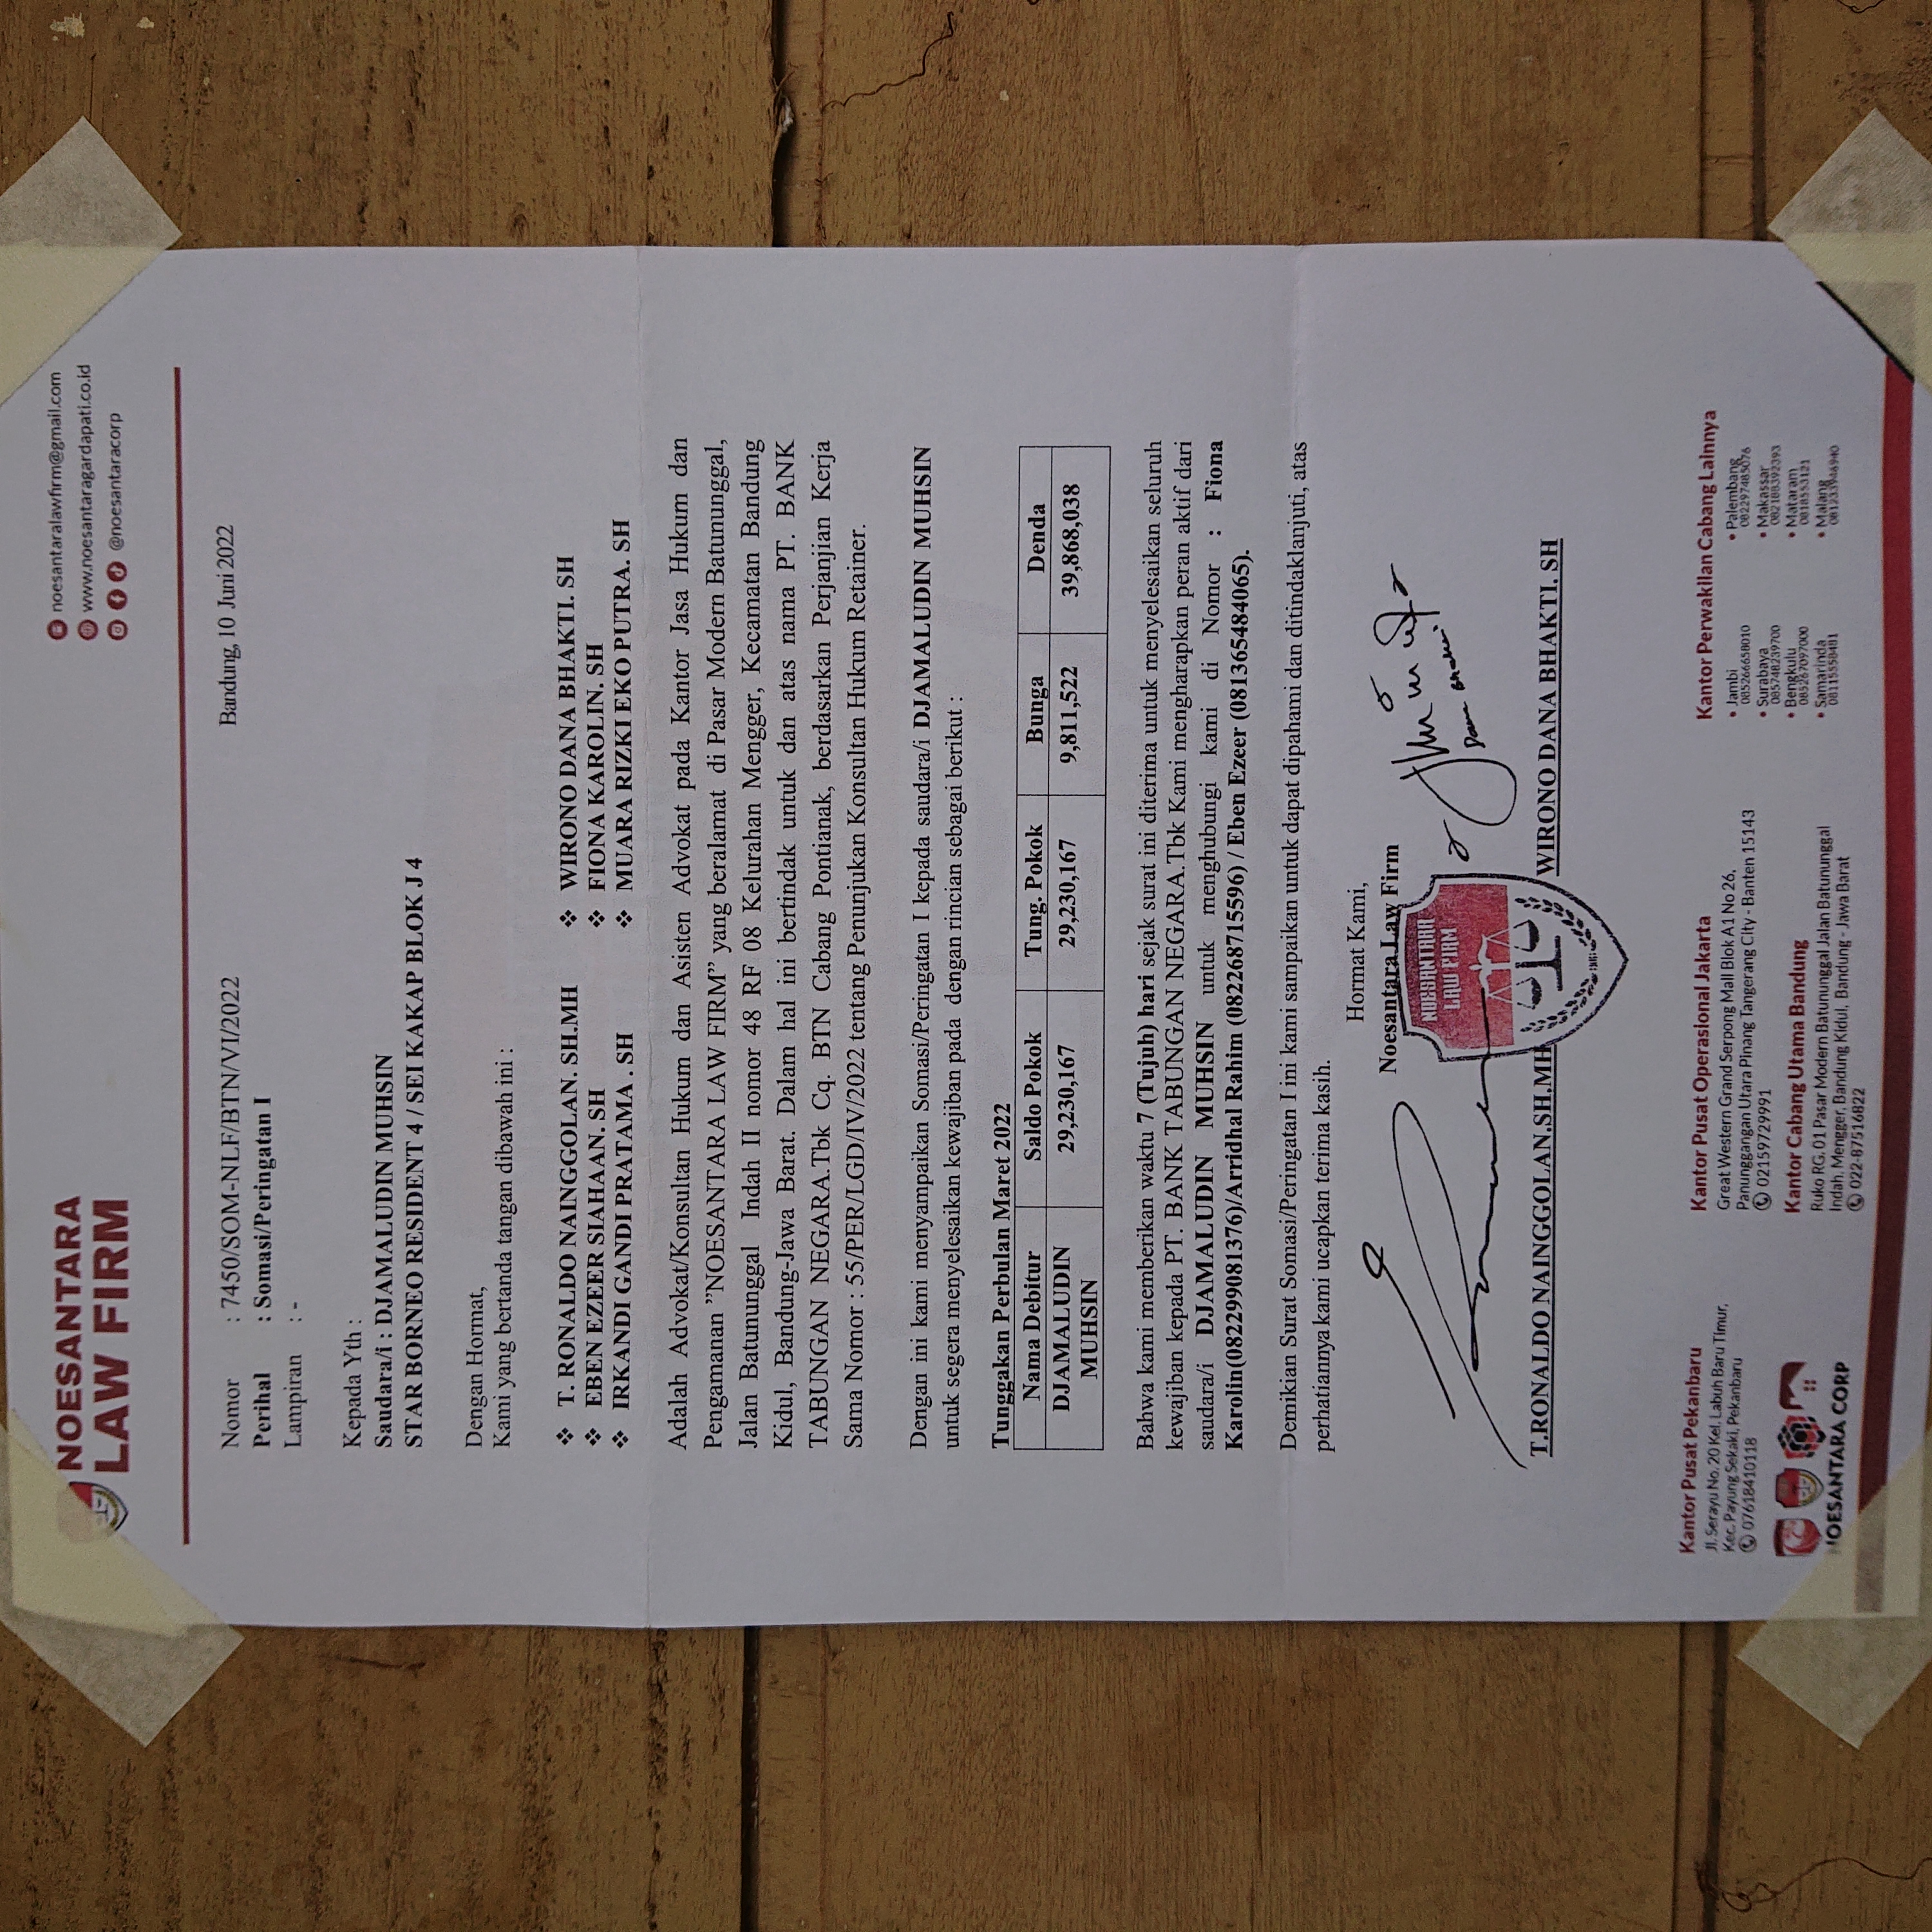 NOESANTARA
LAW FIRM
noesantaralawfirm@gmail.com
www.noesantaragardapati.co.id
@noesantaracorp
Nomor : 7450/SOM-NLF/BTN/VI/2022
Bandung, 10 Juni 2022
Perihal : Somasi/Peringatan I
Lampiran : -
Kepada Yth :
Saudara/i : DJAMALUDIN MUHSIN
STAR BORNEO RESIDENT 4 / SEI KAKAP BLOK J 4
Dengan Hormat,
Kami yang bertanda tangan dibawah ini :
❖ T. RONALDO NAINGGOLAN. SH.MH ❖ WIRONO DANA BHAKTI. SH
❖ EBEN EZEER SIAHAAN. SH ❖ FIONA KAROLIN. SH
❖ IRKANDI GANDI PRATAMA . SH ❖ MUARA RIZKI EKO PUTRA. SH
Adalah Advokat/Konsultan Hukum dan Asisten Advokat pada Kantor Jasa Hukum dan
Pengamanan "NOESANTARA LAW FIRM" yang beralamat di Pasar Modern Batununggal,
Jalan Batununggal Indah II nomor 48 RF 08 Kelurahan Mengger, Kecamatan Bandung
Kidul, Bandung-Jawa Barat. Dalam hal ini bertindak untuk dan atas nama PT. BANK
TABUNGAN NEGARA.Tbk Cq. BTN Cabang Pontianak, berdasarkan Perjanjian Kerja
Sama Nomor : 55/PER/LGD/IV/2022 tentang Penunjukan Konsultan Hukum Retainer.
Dengan ini kami menyampaikan Somasi/Peringatan I kepada saudara/i DJAMALUDIN MUHSIN
untuk segera menyelesaikan kewajiban pada dengan rincian sebagai berikut :
Tunggakan Perbulan Maret 2022
Nama Debitur Saldo Pokok Tung. Pokok Bunga Denda
DJAMALUDIN 29,230,167 29,230,167 9,811,522 39,868,038
MUHSIN
Bahwa kami memberikan waktu 7 (Tujuh) hari sejak surat ini diterima untuk menyelesaikan seluruh
kewajiban kepada PT. BANK TABUNGAN NEGARA.Tbk Kami mengharapkan peran aktif dari
saudara/i DJAMALUDIN MUHSIN untuk menghubungi kami di Nomor : Fiona
Karolin(082299081376)/Arridhal Rahim (082268715596) / Eben Ezeer (081365484065).
Demikian Surat Somasi/Peringatan I ini kami sampaikan untuk dapat dipahami dan ditindaklanjuti, atas
perhatiannya kami ucapkan terima kasih.
Hormat Kami,
Noesantara Law Firm
NOESANTARA
LAW FIRM
T.RONALDO NAINGGOLAN.SH.MH WIRONO DANA BHAKTI. SH
Kantor Pusat Pekanbaru
Jl. Serayu No. 20 Kel. Labuh Baru Timur,
Kec. Payung Sekaki, Pekanbaru
07618410118
NOESANTARA CORP
Kantor Pusat Operasional Jakarta
Great Western Grand Serpong Mall Blok A1 No 26,
Panunggangan Utara Pinang Tangerang City - Banten 15143
02159729991
Kantor Cabang Utama Bandung
Ruko RG. 01 Pasar Modern Batununggal Jalan Batununggal
Indah, Mengger, Bandung Kidul, Bandung - Jawa Barat
022-87516822
Kantor Perwakilan Cabang Lainnya
• Jambi
085266658010
• Surabaya
085748239700
• Bengkulu
085267097000
• Samarinda
0811558481
• Palembang
082297485076
• Makassar
082188392393
• Mataram
0818553121
• Malang